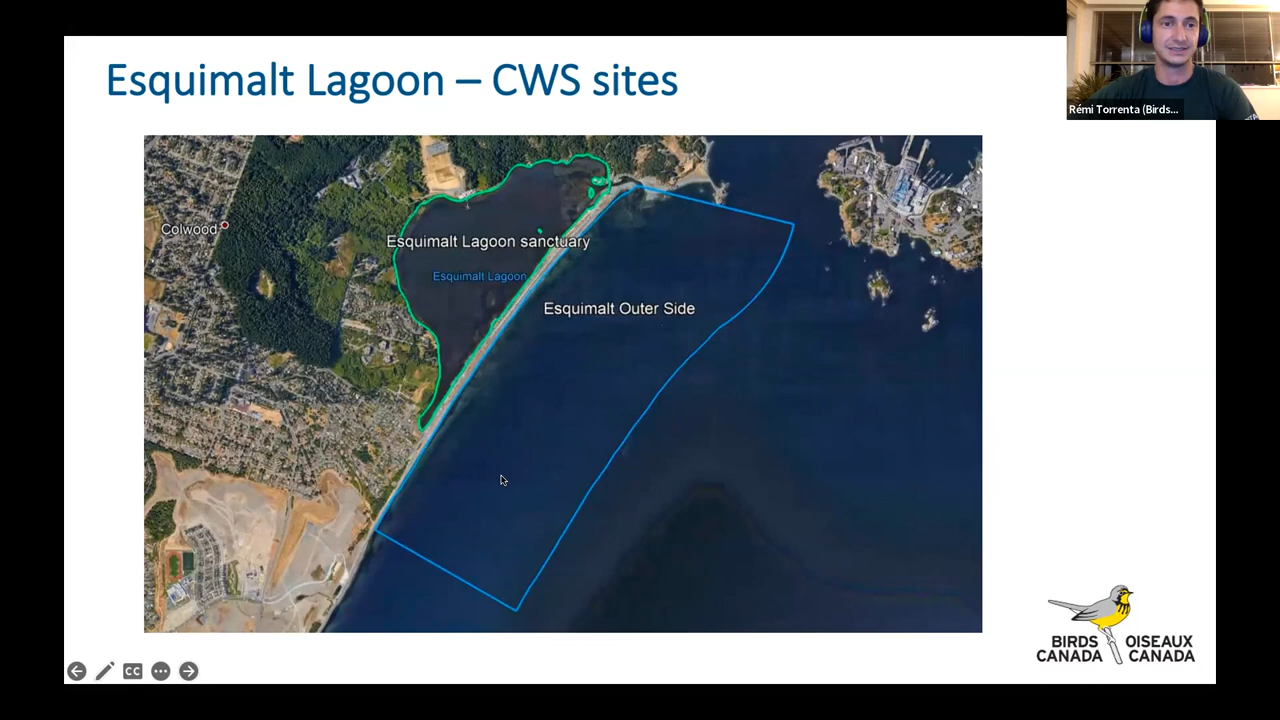 Esquimalt Lagoon – CWS sites
Rémi Torrenta (Birds...
Colwood
Esquimalt Lagoon sanctuary
Esquimalt Lagoon
Esquimalt Outer Side
BIRDS CANADA
OISEAUX CANADA
CC